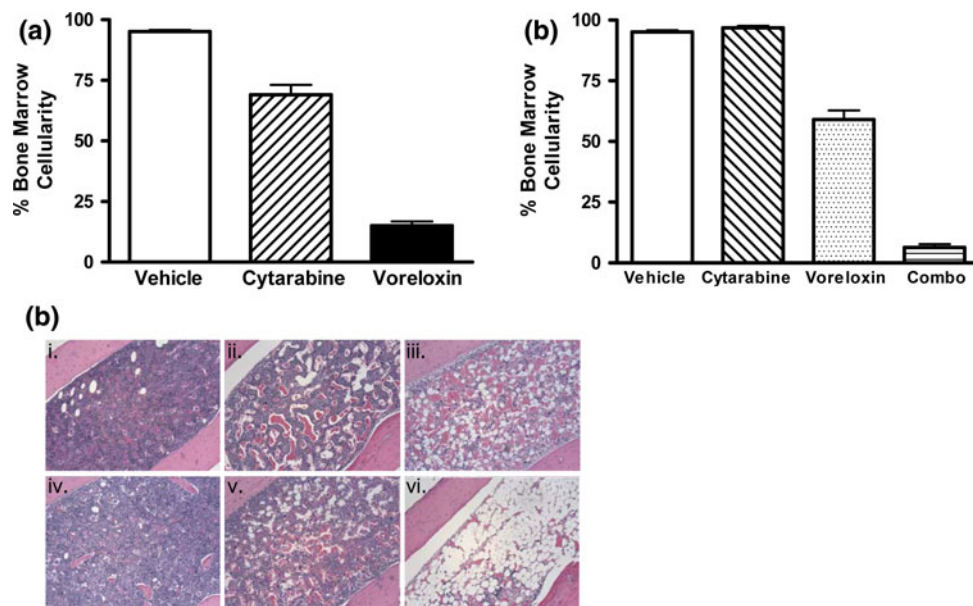 (a)
% Bone Marrow
Cellularity
100
75
50
25
0
Vehicle Cytarabine Voreloxin
(b)
% Bone Marrow
Cellularity
100
75
50
25
0
Vehicle Cytarabine Voreloxin Combo
(b)
i. ii. iii.
iv. v. vi.